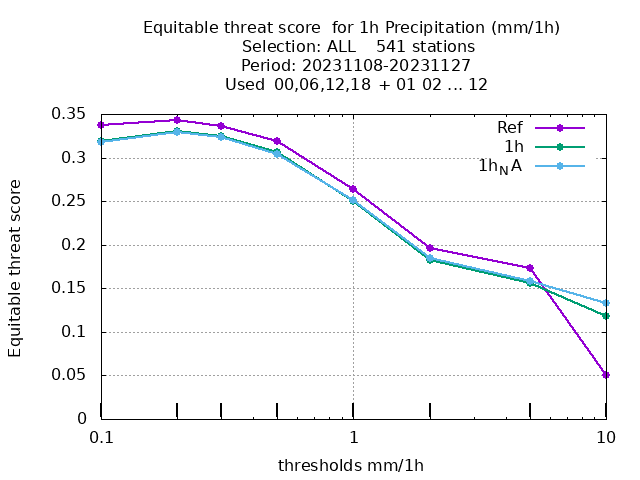 Equitable threat score for 1h Precipitation (mm/1h)
Selection: ALL 541 stations
Period: 20231108-20231127
Used 00,06,12,18 + 01 02 ... 12
Ref
1h
1h_NA
Equitable threat score
0.35
0.3
0.25
0.2
0.15
0.1
0.05
0
0.1 1 10
thresholds mm/1h